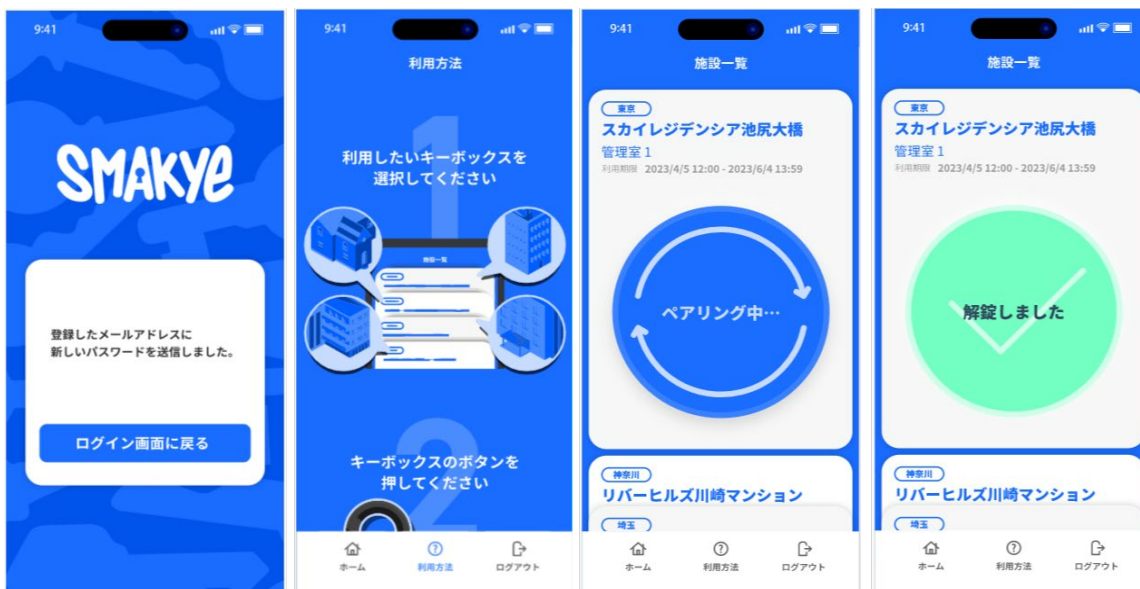 9:41
SMAKYE
登録したメールアドレスに
新しいパスワードを送信しました。
ログイン画面に戻る
9:41
利用方法
1
利用したいキーボックスを
選択してください
施設一覧
2
キーボックスのボタンを
押してください
ホーム
利用方法
ログアウト
9:41
施設一覧
東京
スカイレジデンシア池尻大橋
管理室 1
利用期限 2023/4/5 12:00 - 2023/6/4 13:59
ペアリング中…
神奈川
リバーヒルズ川崎マンション
埼玉
ホーム
利用方法
ログアウト
9:41
施設一覧
東京
スカイレジデンシア池尻大橋
管理室 1
利用期限 2023/4/5 12:00 - 2023/6/4 13:59
解錠しました
神奈川
リバーヒルズ川崎マンション
埼玉
ホーム
利用方法
ログアウト